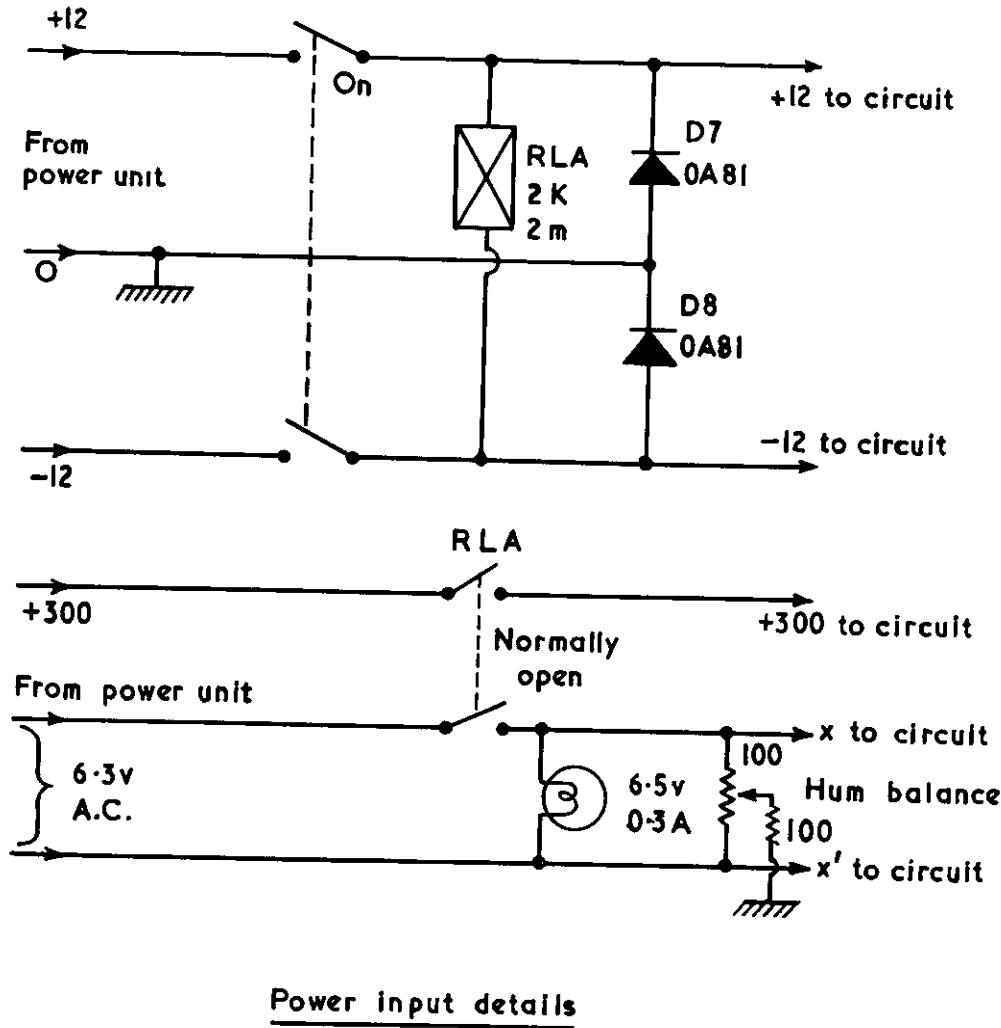 +12
On
+12 to circuit
From
power unit
RLA
2 K
2 m
D7
0A81
0
D8
0A81
-12
-12 to circuit
RLA
+300
+300 to circuit
Normally
open
From power unit
x to circuit
6·3v
A.C.
6·5v
0·3A
100
Hum balance
100
x' to circuit
Power input details